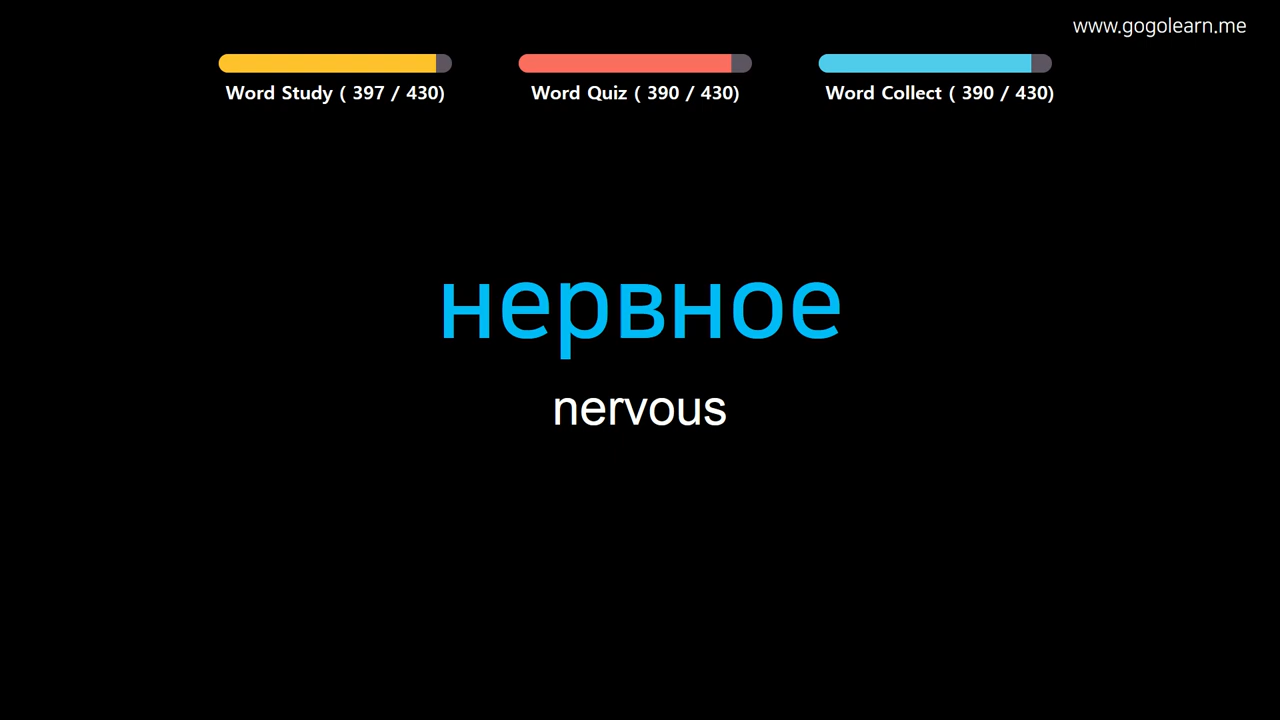 www.gogolearn.me
Word Study ( 397 / 430)
Word Quiz ( 390 / 430)
Word Collect ( 390 / 430)
нервное
nervous